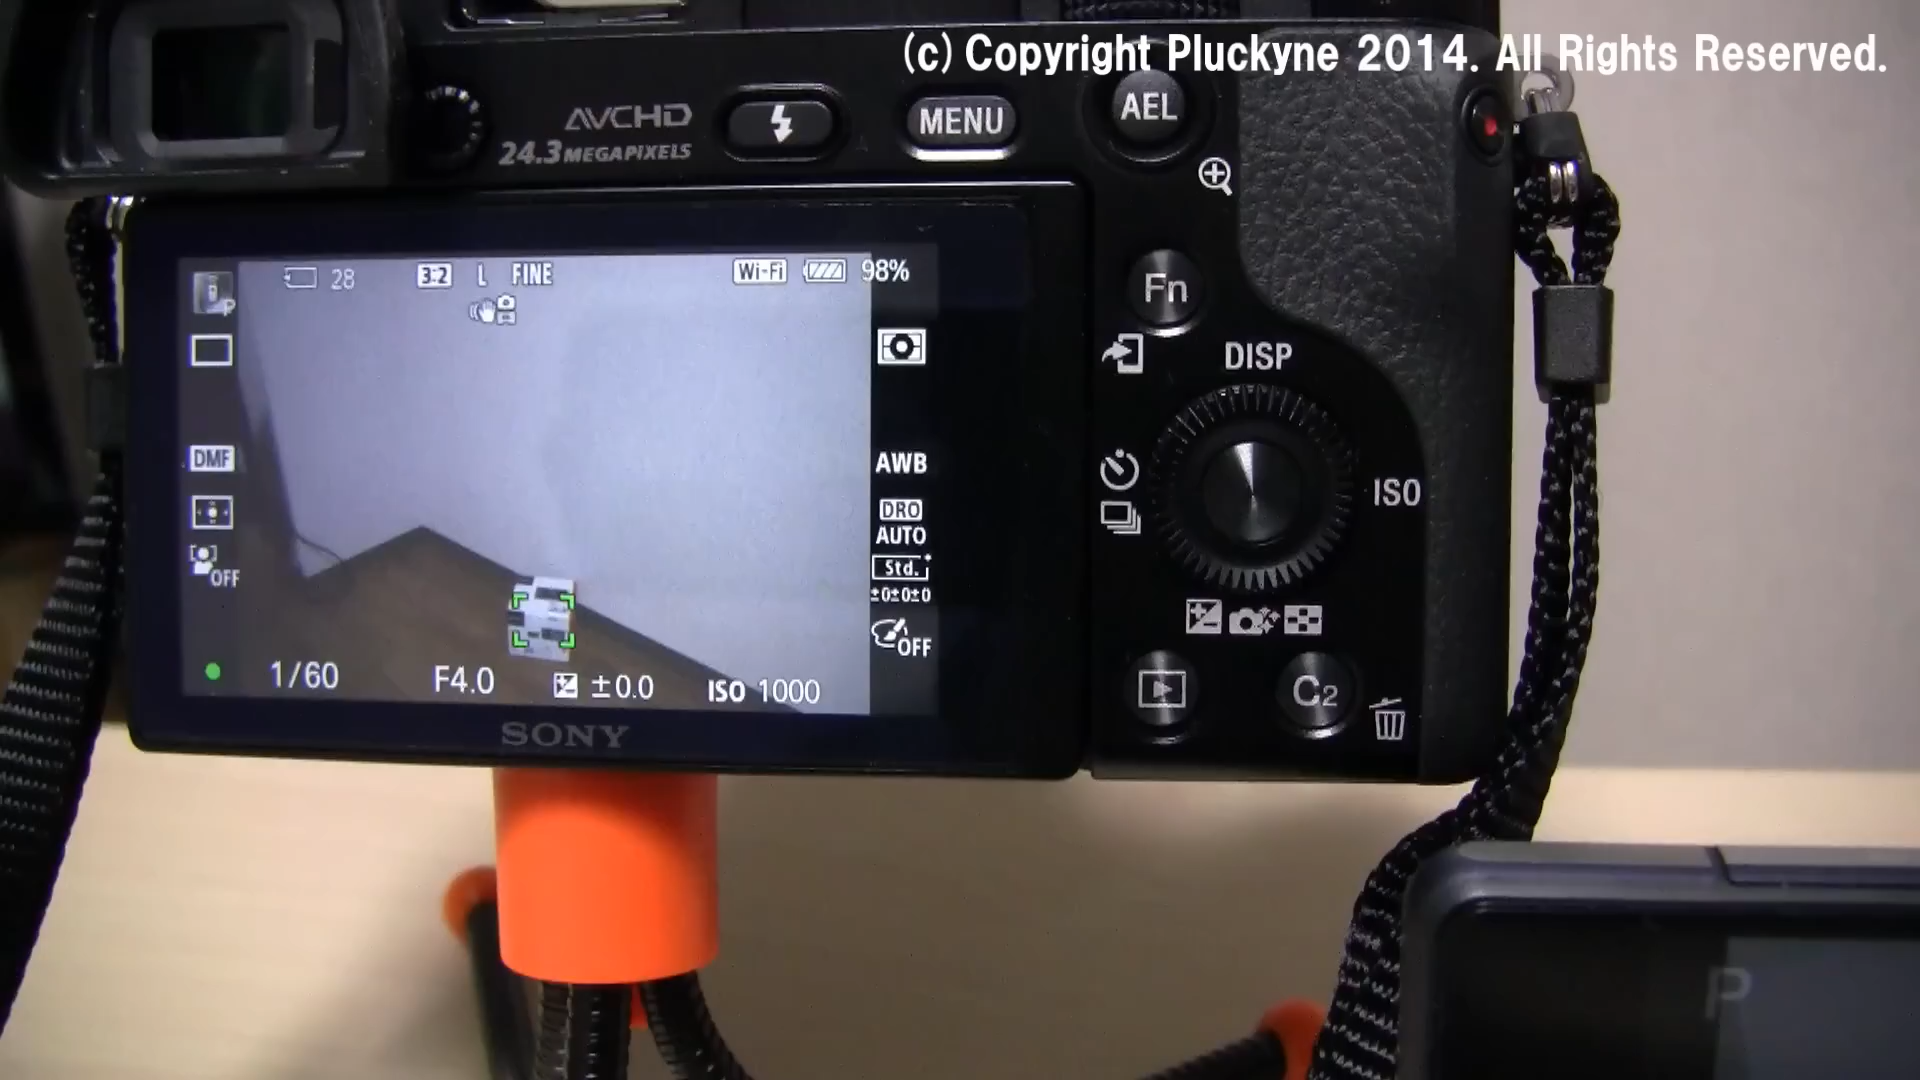 (c) Copyright Pluckyne 2014. All Rights Reserved.
AVCHD
24.3 MEGAPIXELS
MENU
AEL
28
3:2
L
FINE
Wi-Fi
98%
Fn
DISP
DMF
AWB
DRO
AUTO
ISO
OFF
Std.
±0±0±0
OFF
1/60
F4.0
±0.0
ISO 1000
C2
SONY
P